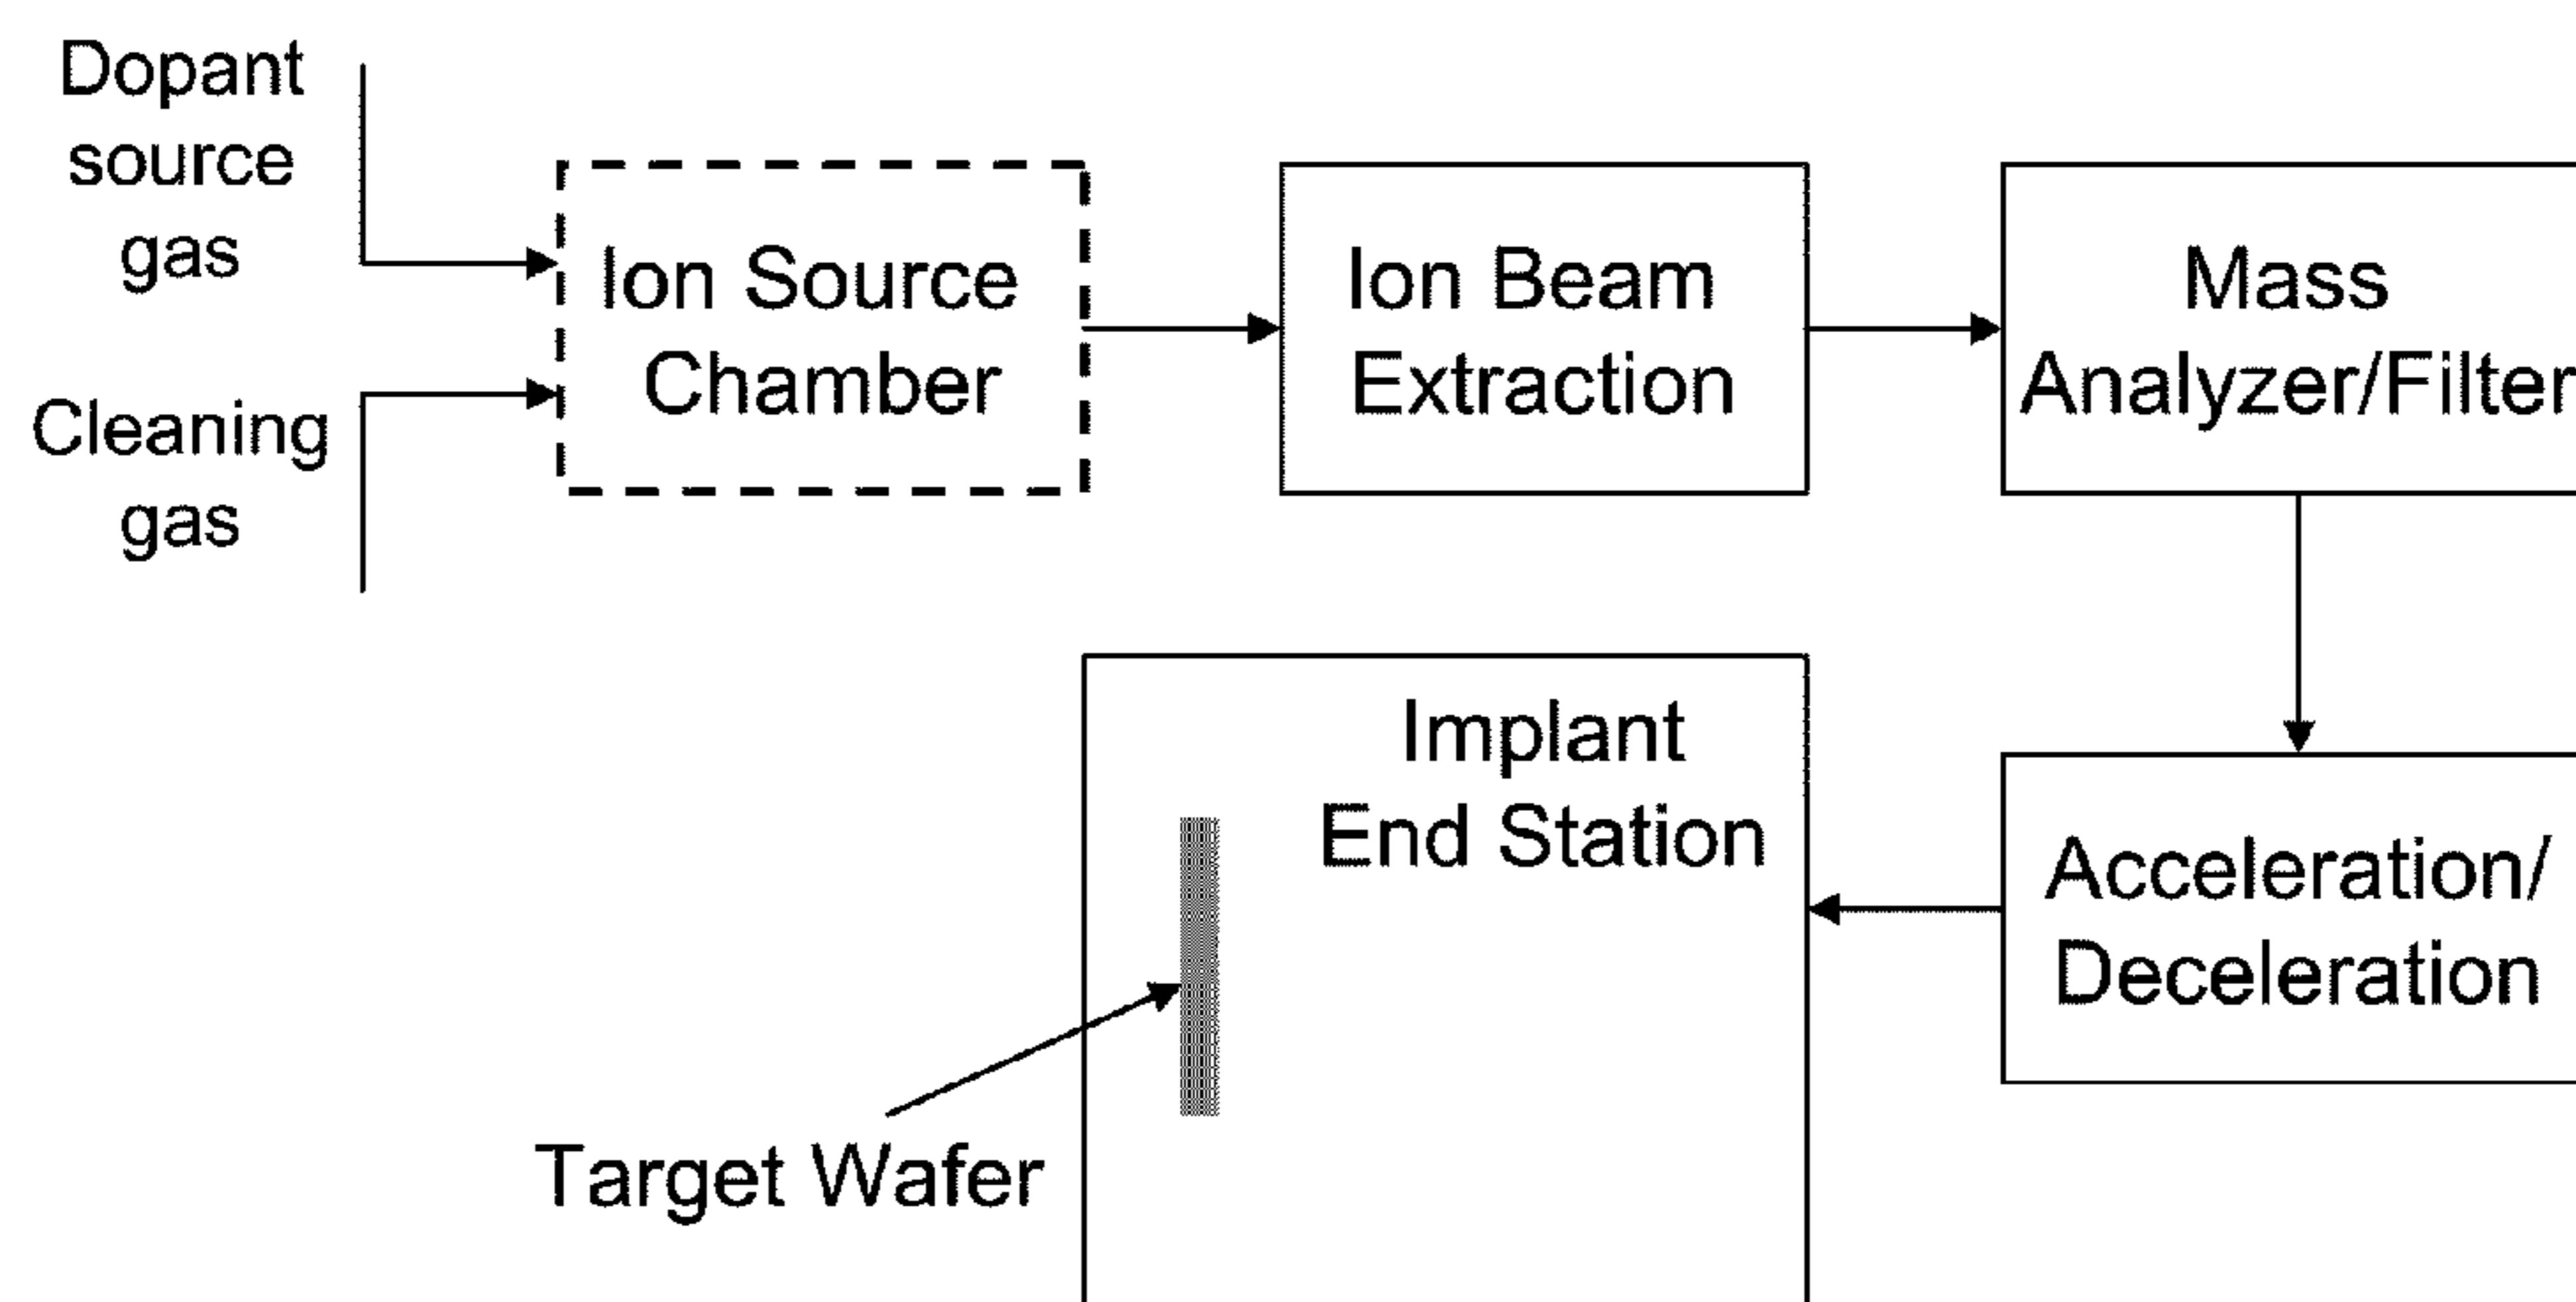 Dopant
source
gas
Cleaning
gas
Ion Source
Chamber
Ion Beam
Extraction
Mass
Analyzer/Filter
Acceleration/
Deceleration
Implant
End Station
Target Wafer